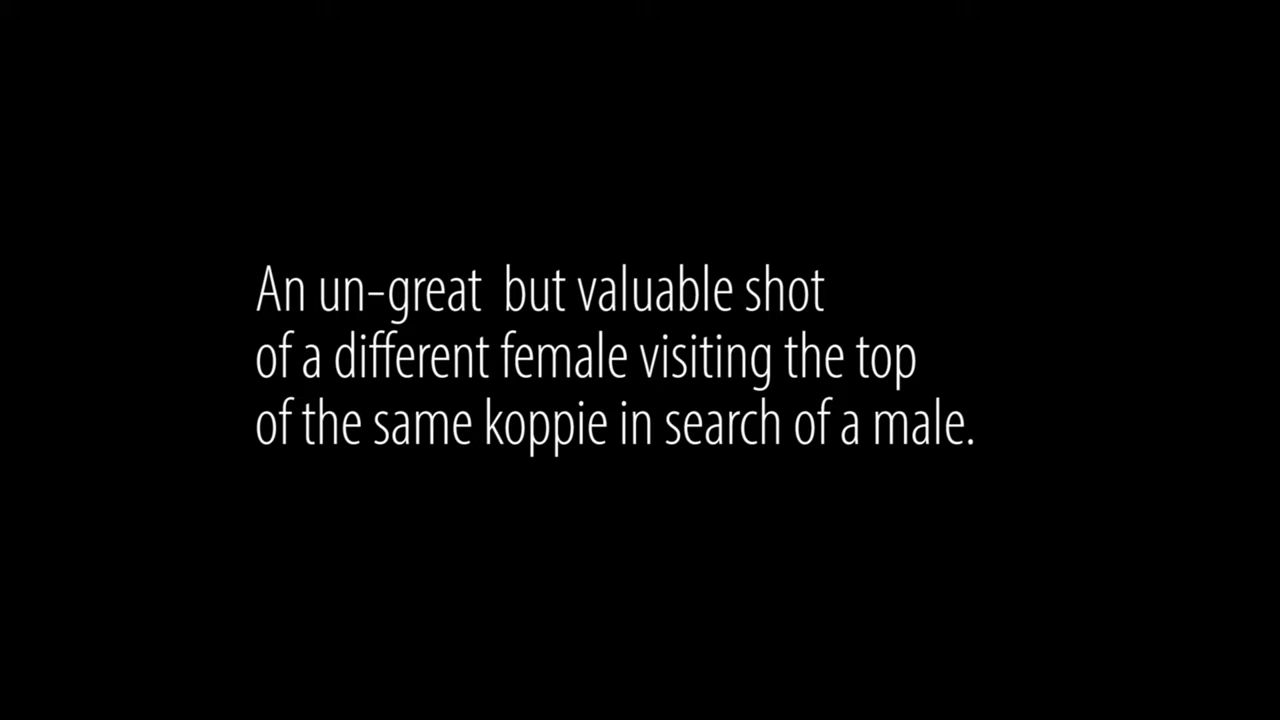 An un-great  but valuable shot
of a different female visiting the top
of the same koppie in search of a male.